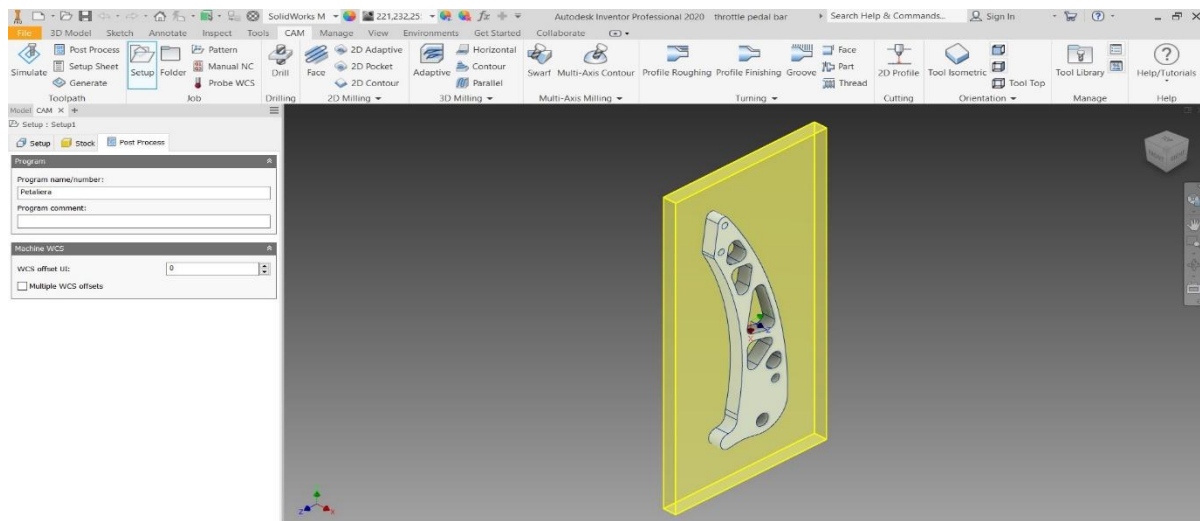 SolidWorks M 221,232,25: Autodesk Inventor Professional 2020 throttle pedal bar Search Help & Commands... Sign In
File 3D Model Sketch Annotate Inspect Tools CAM Manage View Environments Get Started Collaborate
Simulate Post Process Setup Sheet Generate Setup Folder Pattern Manual NC Probe WCS Drill Face 2D Adaptive 2D Pocket 2D Contour Adaptive Horizontal Contour Parallel Swarf Multi-Axis Contour Profile Roughing Profile Finishing Groove Face Part Thread 2D Profile Tool Isometric Tool Top Tool Library Help/Tutorials
Toolpath Job Drilling 2D Milling 3D Milling Multi-Axis Milling Turning Cutting Orientation Manage Help
Model CAM × +
Setup : Setup1
Setup Stock Post Process
Program
Program name/number:
Petaliera
Program comment:
Machine WCS
WCS offset UI: 0
Multiple WCS offsets